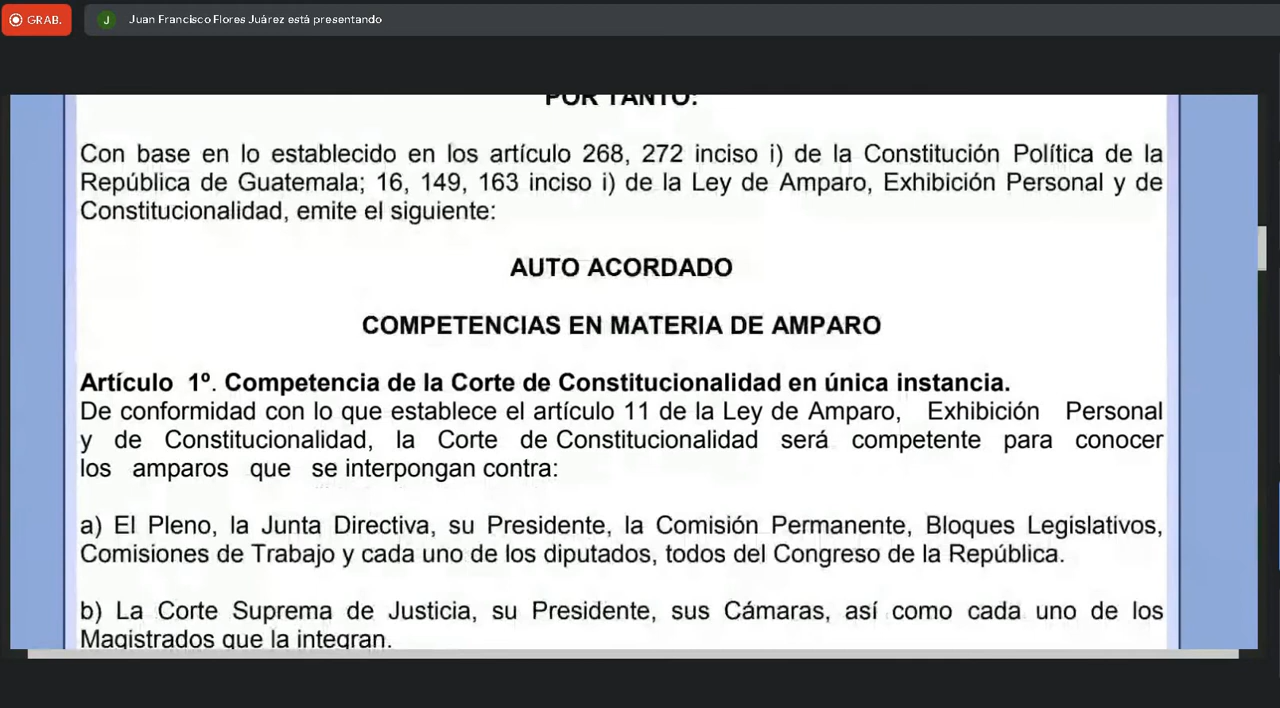 GRAB.
J
Juan Francisco Flores Juárez está presentando
POR TANTO:
Con base en lo establecido en los artículo 268, 272 inciso i) de la Constitución Política de la
República de Guatemala; 16, 149, 163 inciso i) de la Ley de Amparo, Exhibición Personal y de
Constitucionalidad, emite el siguiente:
AUTO ACORDADO
COMPETENCIAS EN MATERIA DE AMPARO
Artículo 1º. Competencia de la Corte de Constitucionalidad en única instancia.
De conformidad con lo que establece el artículo 11 de la Ley de Amparo, Exhibición Personal
y de Constitucionalidad, la Corte de Constitucionalidad será competente para conocer
los amparos que se interpongan contra:
a) El Pleno, la Junta Directiva, su Presidente, la Comisión Permanente, Bloques Legislativos,
Comisiones de Trabajo y cada uno de los diputados, todos del Congreso de la República.
b) La Corte Suprema de Justicia, su Presidente, sus Cámaras, así como cada uno de los
Magistrados que la integran.